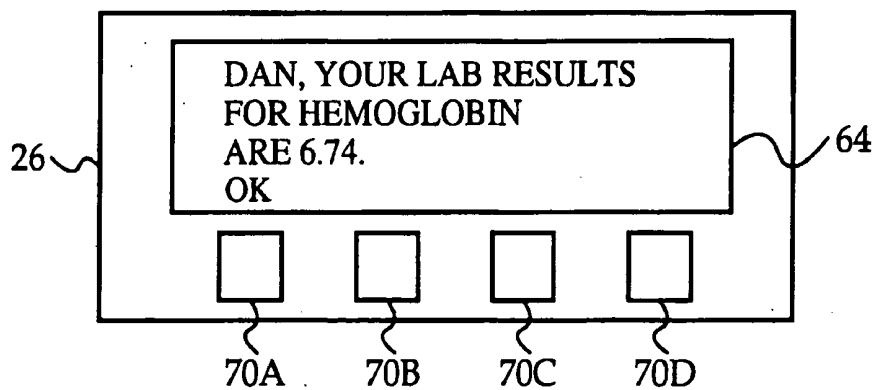 DAN, YOUR LAB RESULTS
FOR HEMOGLOBIN
ARE 6.74.
OK
26
64
70A 70B 70C 70D